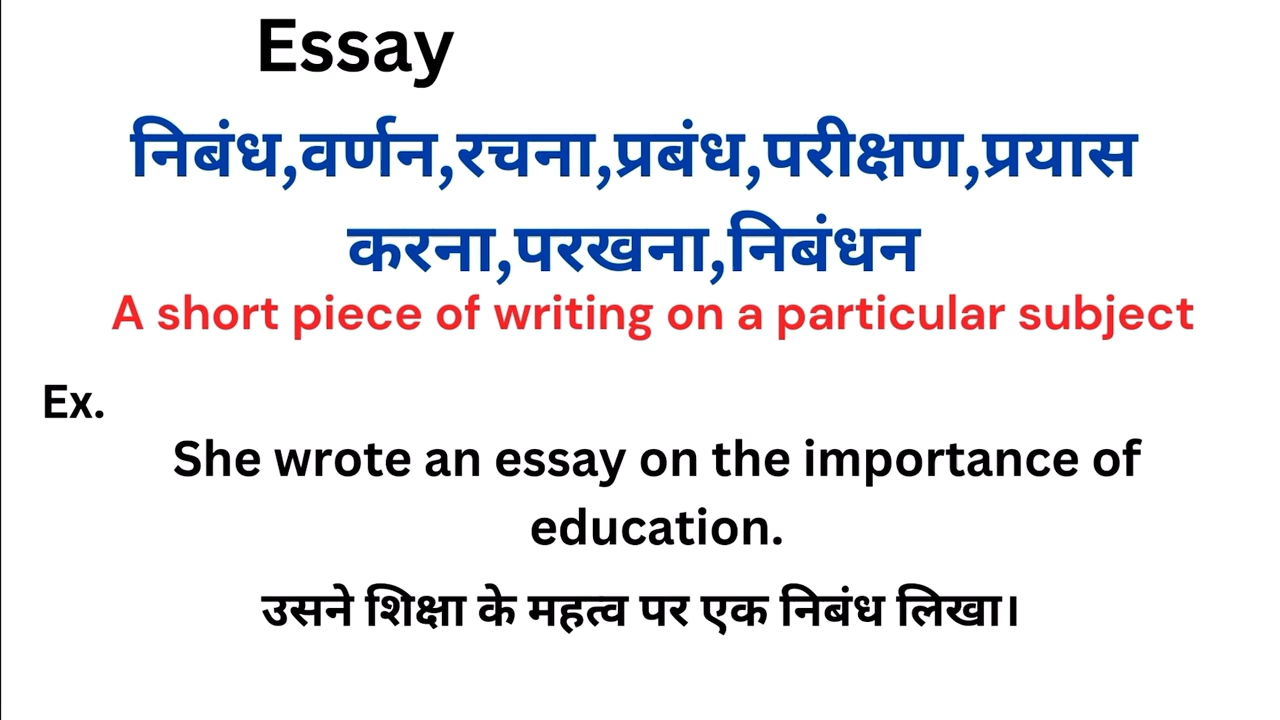 Essay
निबंध,वर्णन,रचना,प्रबंध,परीक्षण,प्रयास
करना,परखना,निबंधन
A short piece of writing on a particular subject
Ex.
She wrote an essay on the importance of
education.
उसने शिक्षा के महत्व पर एक निबंध लिखा।